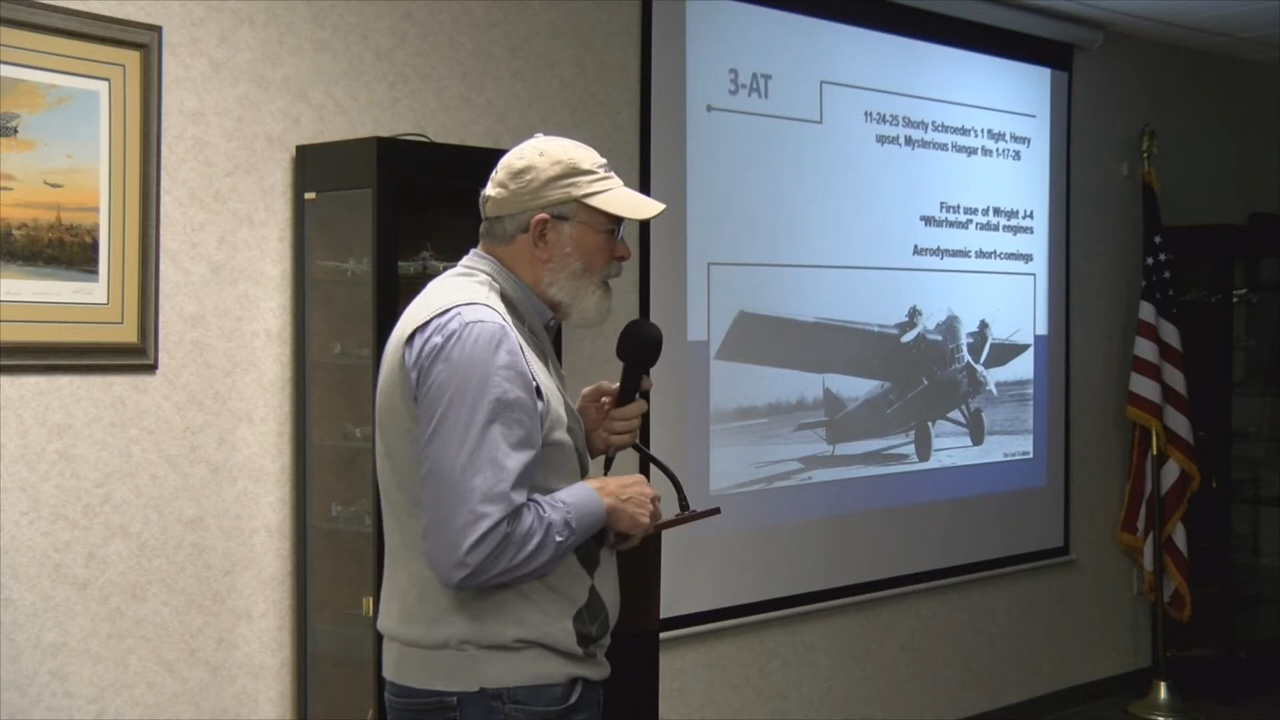 3-AT
11-24-25 Shorty Schroeder's 1 flight, Henry
upset, Mysterious Hangar fire 1-17-26
First use of Wright J-4
"Whirlwind" radial engines
Aerodynamic short-comings